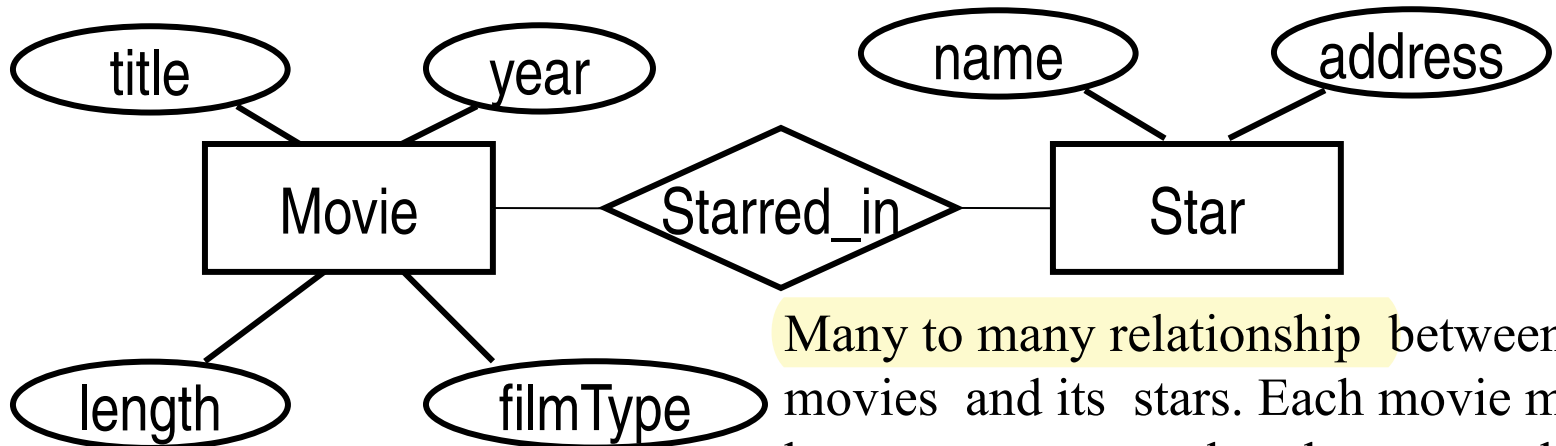 title year name address
Movie Starred_in Star
Many to many relationship between
movies and its stars. Each movie m
length filmType